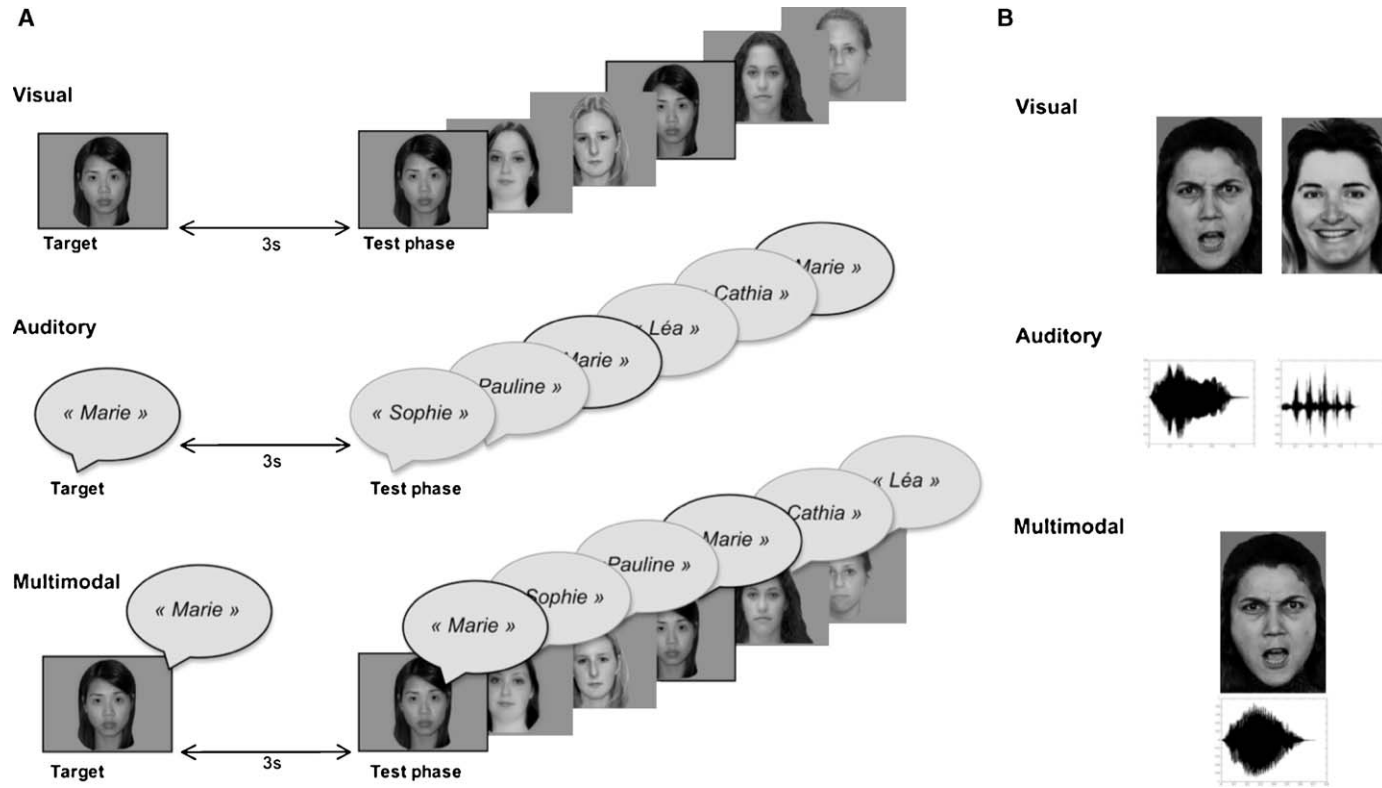 A
Visual
Target
3s
Test phase
Auditory
« Marie »
Target
3s
« Sophie »
Pauline »
Marie »
« Léa »
« Cathia »
Marie »
Test phase
Multimodal
« Marie »
Target
3s
« Marie »
Sophie »
Pauline »
Marie »
Cathia »
« Léa »
Test phase
B
Visual
Auditory
Multimodal